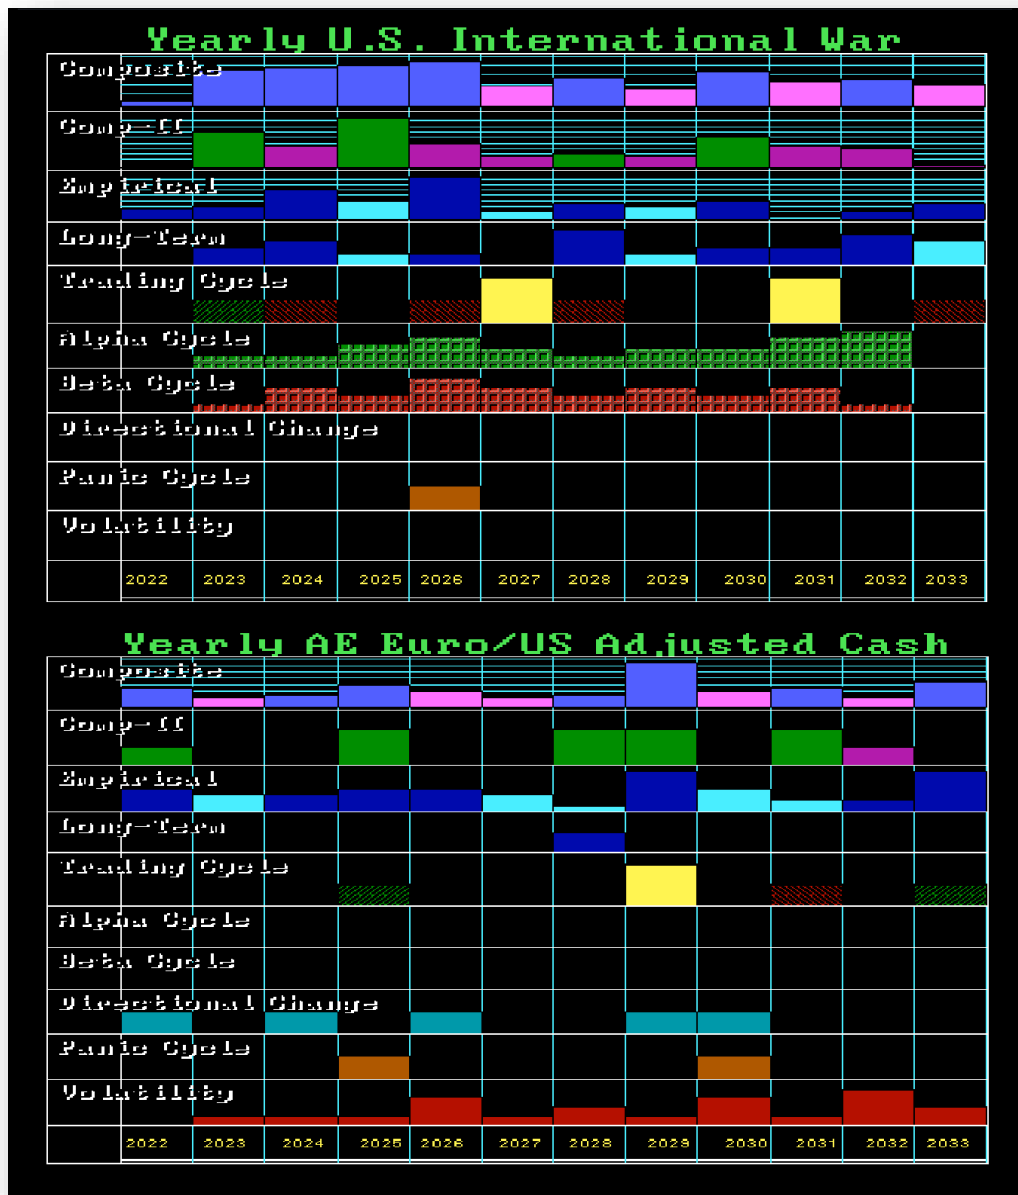 Yearly U.S. International War
Composite
Comp-II
Empirical
Long-Term
Trading Cycle
Alpha Cycle
Beta Cycle
Directional Change
Panic Cycle
Volatility
2022 2023 2024 2025 2026 2027 2028 2029 2030 2031 2032 2033
Yearly AE Euro/US Adjusted Cash
Composite
Comp-II
Empirical
Long-Term
Trading Cycle
Alpha Cycle
Beta Cycle
Directional Change
Panic Cycle
Volatility
2022 2023 2024 2025 2026 2027 2028 2029 2030 2031 2032 2033